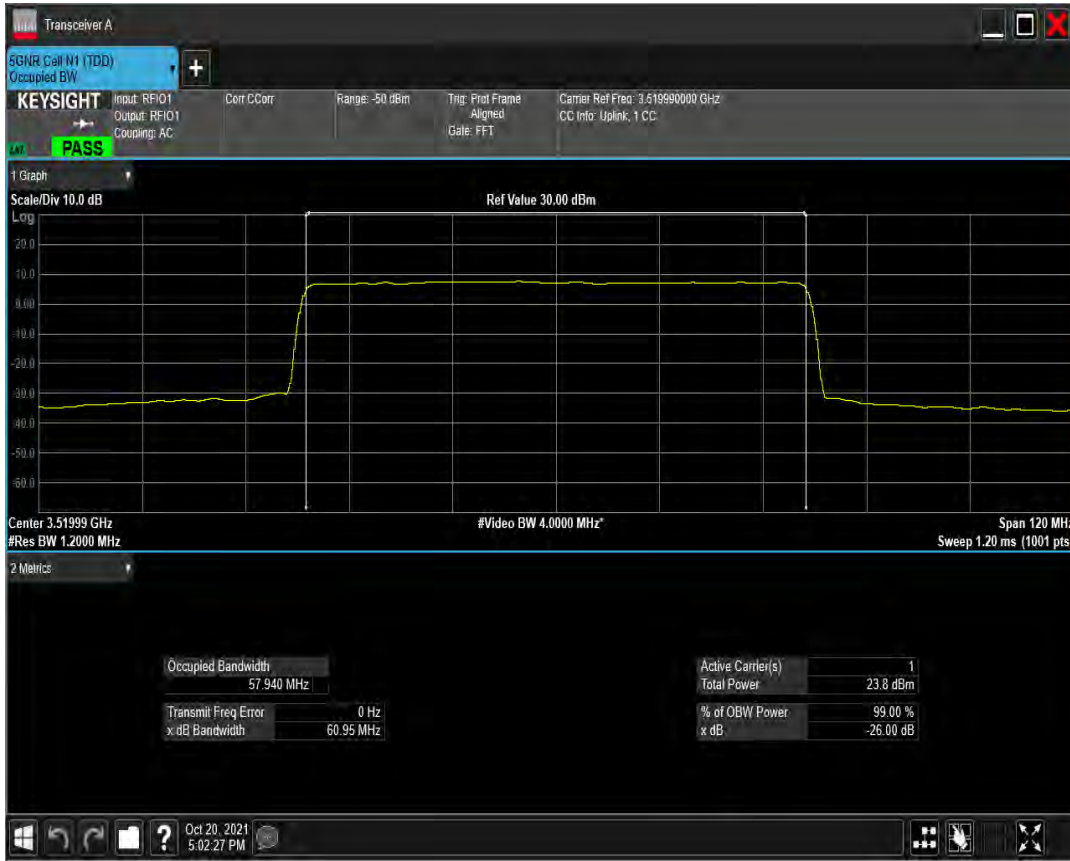 Transceiver A
5GNR Cell N1 (TDD)
Occupied BW
+
KEYSIGHT
PASS
Input: RFIO1
Output: RFIO1
Coupling: AC
Corr CCorr
Range: -50 dBm
Trig: Prot Frame
Aligned
Gate: FFT
Carrier Ref Freq: 3.519990000 GHz
CC Info: Uplink, 1 CC
1 Graph
Scale/Div 10.0 dB
Ref Value 30.00 dBm
Log
20.0
10.0
0.00
-10.0
-20.0
-30.0
-40.0
-50.0
-60.0
Center 3.51999 GHz
#Video BW 4.0000 MHz*
Span 120 MHz
#Res BW 1.2000 MHz
Sweep 1.20 ms (1001 pts
2 Metrics
Occupied Bandwidth
57.940 MHz
Transmit Freq Error 0 Hz
x dB Bandwidth 60.95 MHz
Active Carrier(s) 1
Total Power 23.8 dBm
% of OBW Power 99.00 %
x dB -26.00 dB
?
Oct 20, 2021
5:02:27 PM